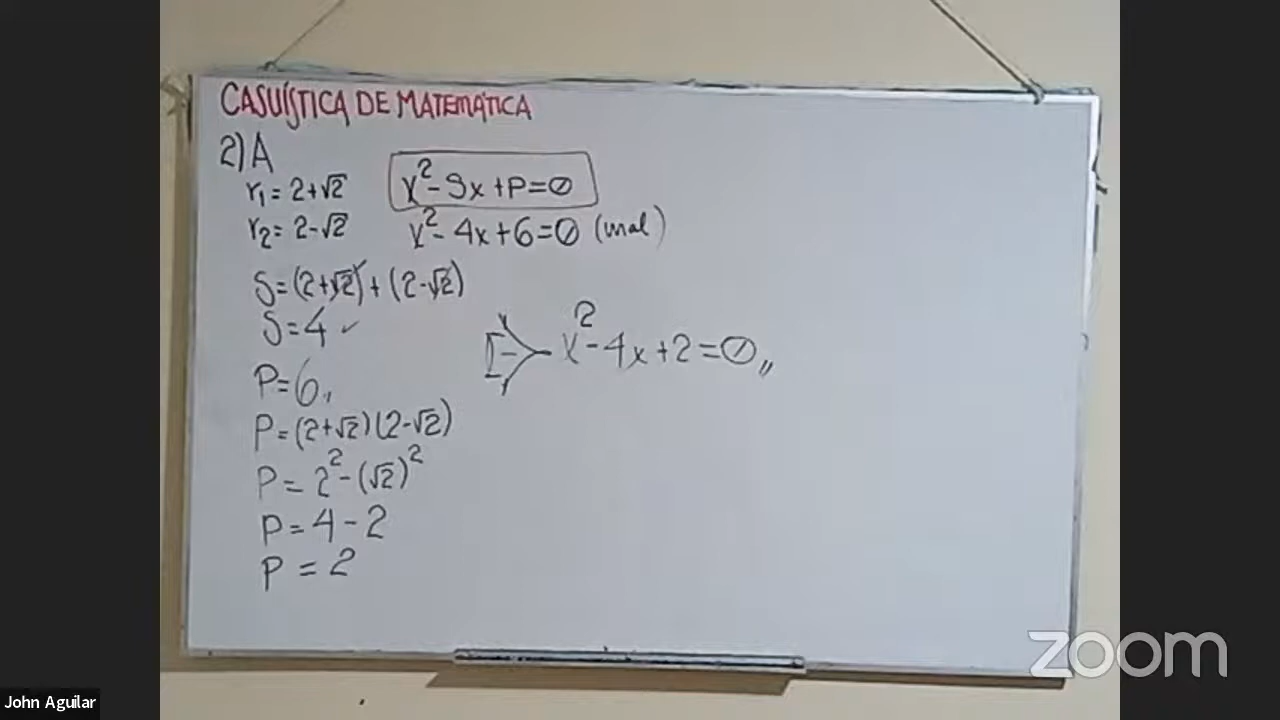 CASUÍSTICA DE MATEMÁTICA
2) A
r₁ = 2+√2
r₂ = 2-√2
x² - Sx + P = 0
x² - 4x + 6 = 0 (mal)
S = (2+√2) + (2-√2)
S = 4 ✓
P = 6,
P = (2+√2)(2-√2)
P = 2² - (√2)²
P = 4 - 2
P = 2
x² - 4x + 2 = 0,,
zoom
John Aguilar